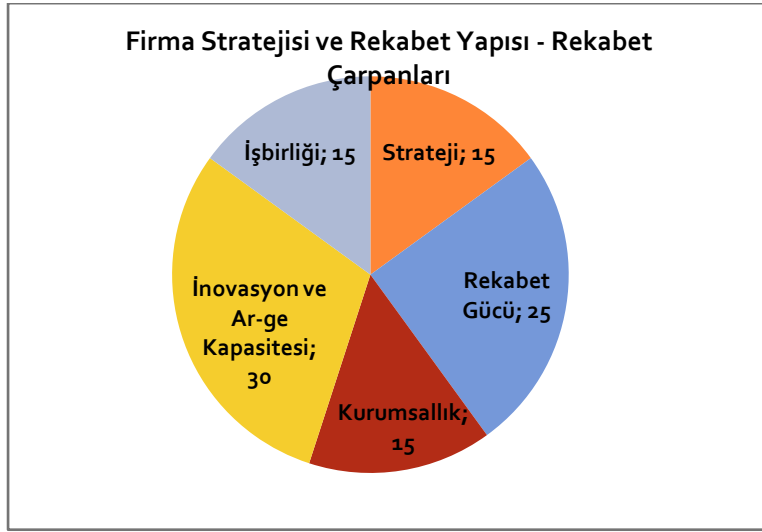 Firma Stratejisi ve Rekabet Yapısı - Rekabet
Çarpanları
İşbirliği; 15
Strateji; 15
Rekabet
Gücü; 25
İnovasyon ve
Ar-ge
Kapasitesi;
30
Kurumsallık;
15